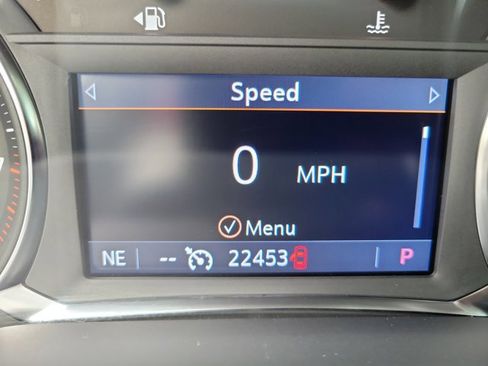 Speed
0 MPH
Menu
NE -- 22453 P